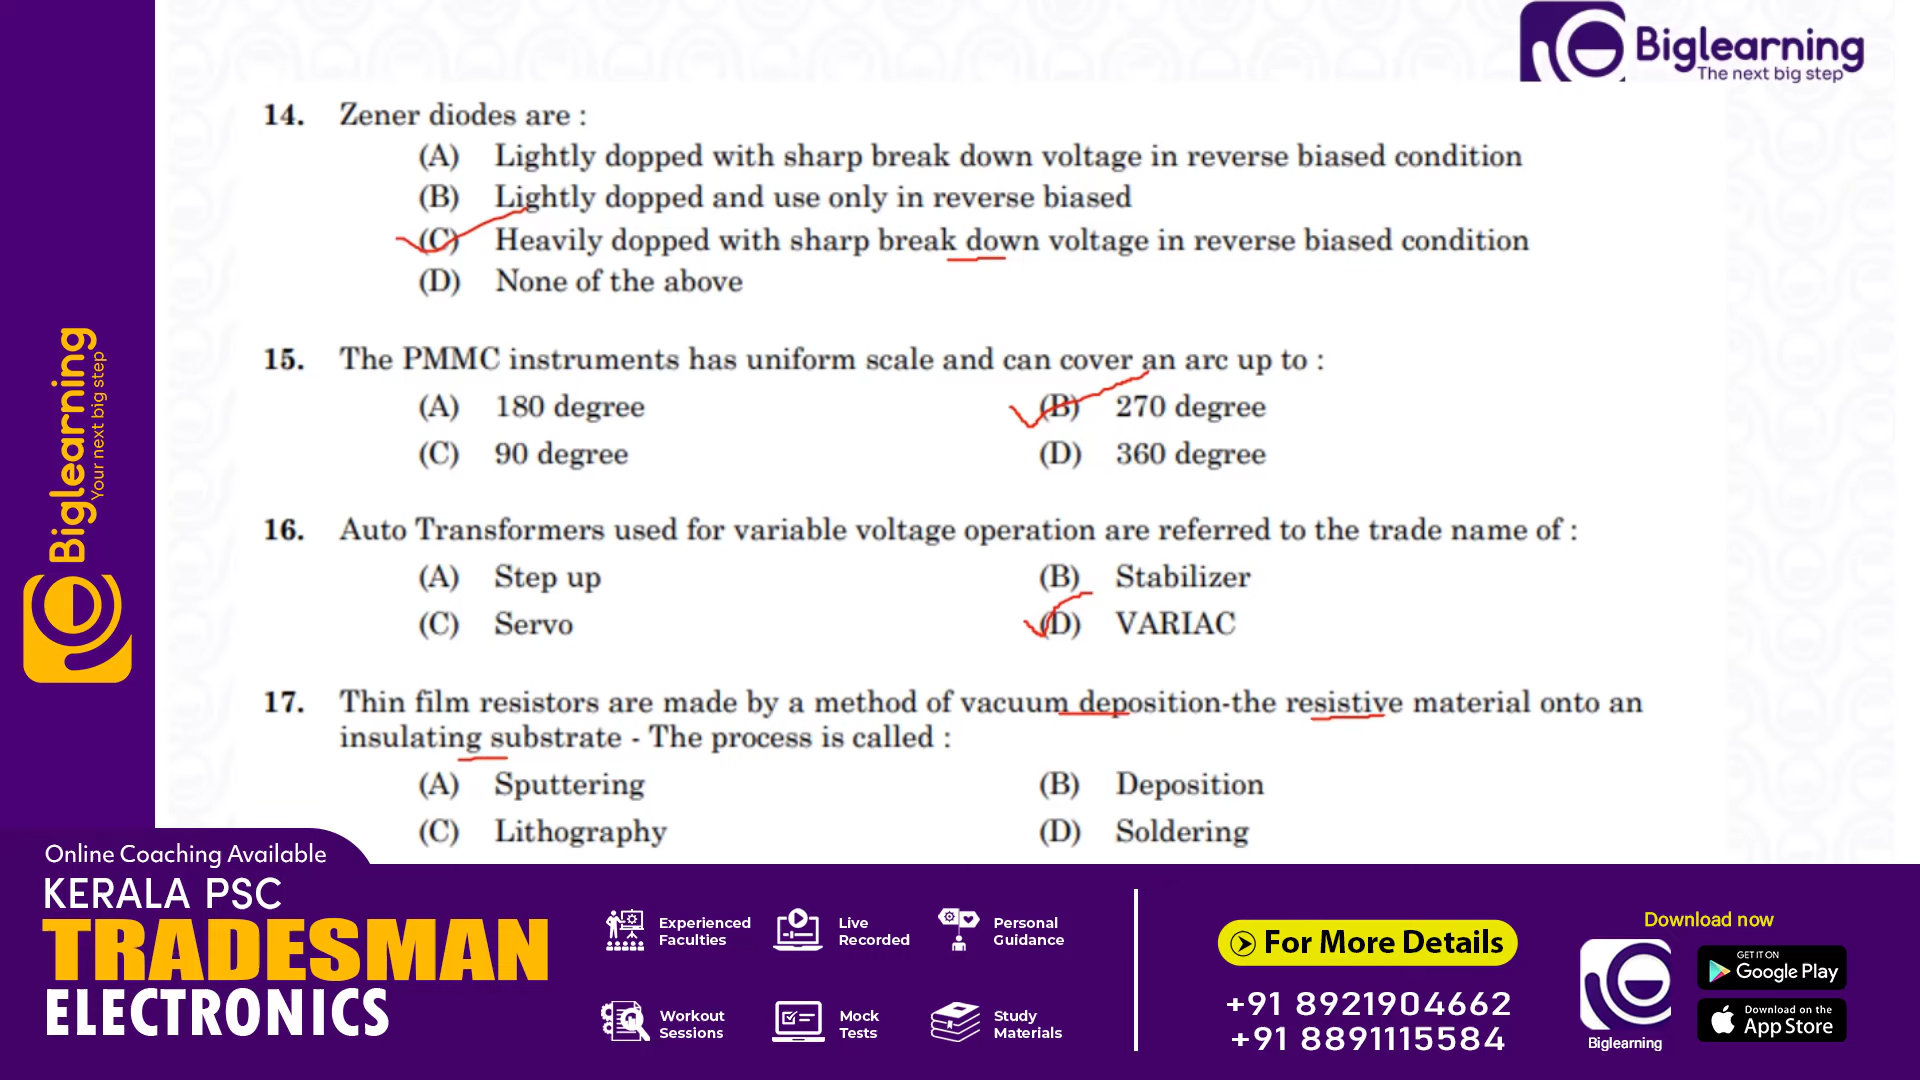 Biglearning
The next big step
14. Zener diodes are :
(A) Lightly dopped with sharp break down voltage in reverse biased condition
(B) Lightly dopped and use only in reverse biased
(C) Heavily dopped with sharp break down voltage in reverse biased condition
(D) None of the above
15. The PMMC instruments has uniform scale and can cover an arc up to :
(A) 180 degree (B) 270 degree
(C) 90 degree (D) 360 degree
16. Auto Transformers used for variable voltage operation are referred to the trade name of :
(A) Step up (B) Stabilizer
(C) Servo (D) VARIAC
17. Thin film resistors are made by a method of vacuum deposition-the resistive material onto an
insulating substrate - The process is called :
(A) Sputtering (B) Deposition
(C) Lithography (D) Soldering
Biglearning
Your next big step
Online Coaching Available
KERALA PSC
TRADESMAN
ELECTRONICS
Experienced
Faculties
Live
Recorded
Personal
Guidance
Workout
Sessions
Mock
Tests
Study
Materials
For More Details
+91 8921904662
+91 8891115584
Download now
Biglearning
GET IT ON
Google Play
Download on the
App Store